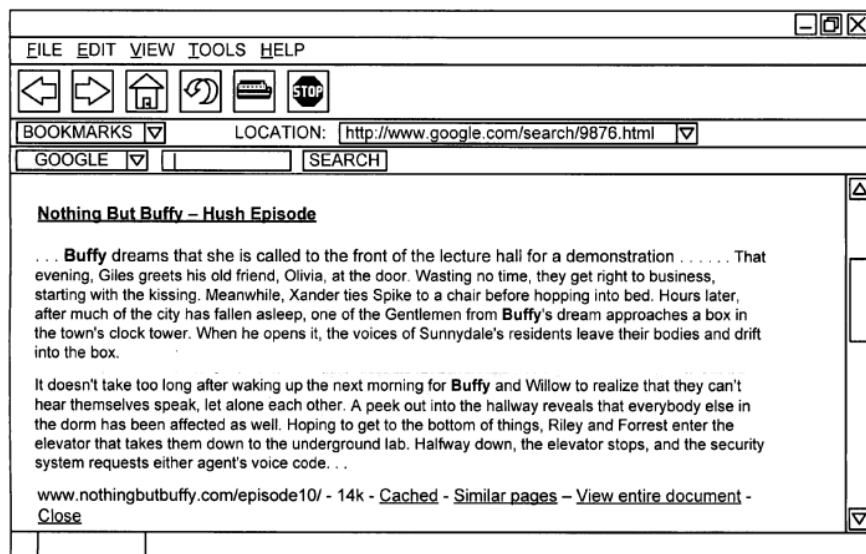 FILE EDIT VIEW TOOLS HELP
STOP
BOOKMARKS LOCATION: http://www.google.com/search/9876.html
GOOGLE SEARCH
Nothing But Buffy – Hush Episode
. . . Buffy dreams that she is called to the front of the lecture hall for a demonstration . . . . . . That
evening, Giles greets his old friend, Olivia, at the door. Wasting no time, they get right to business,
starting with the kissing. Meanwhile, Xander ties Spike to a chair before hopping into bed. Hours later,
after much of the city has fallen asleep, one of the Gentlemen from Buffy's dream approaches a box in
the town's clock tower. When he opens it, the voices of Sunnydale's residents leave their bodies and drift
into the box.
It doesn't take too long after waking up the next morning for Buffy and Willow to realize that they can't
hear themselves speak, let alone each other. A peek out into the hallway reveals that everybody else in
the dorm has been affected as well. Hoping to get to the bottom of things, Riley and Forrest enter the
elevator that takes them down to the underground lab. Halfway down, the elevator stops, and the security
system requests either agent's voice code. . .
www.nothingbutbuffy.com/episode10/ - 14k - Cached - Similar pages – View entire document -
Close